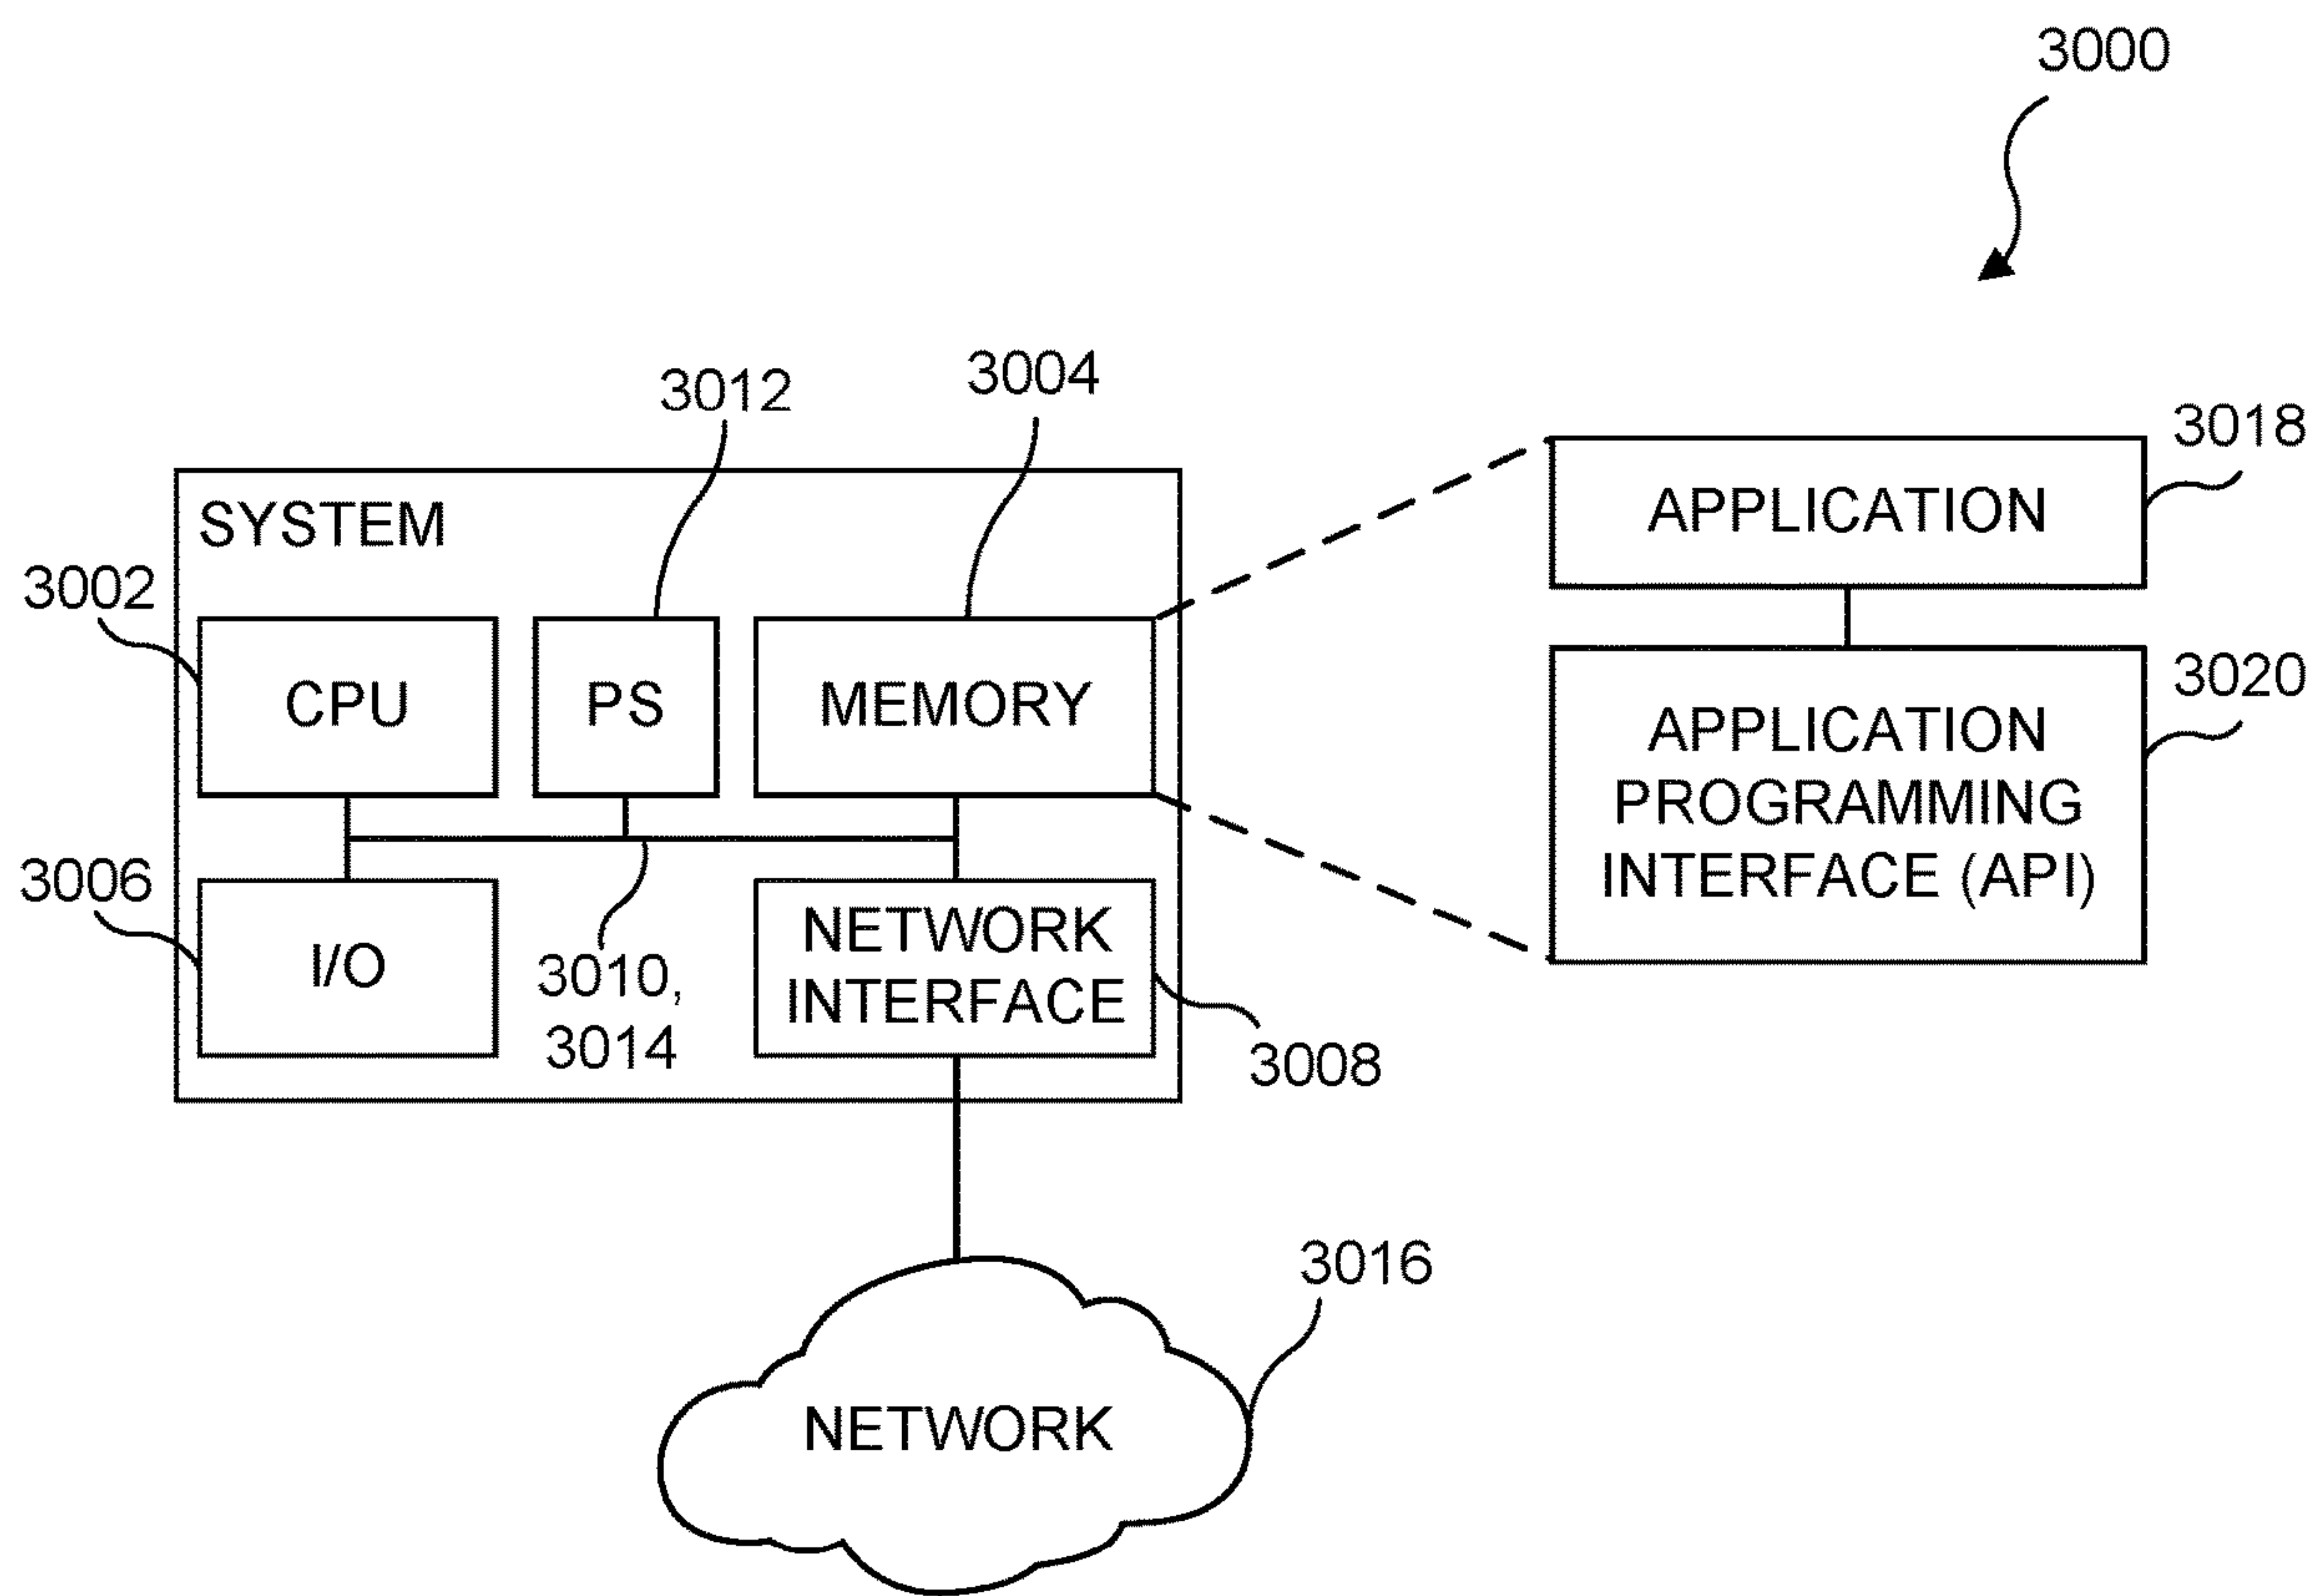 3000
3012
3004
3018
SYSTEM
APPLICATION
3002
CPU
PS
MEMORY
3020
APPLICATION
PROGRAMMING
INTERFACE (API)
3006
I/O
3010,
3014
NETWORK
INTERFACE
3008
3016
NETWORK